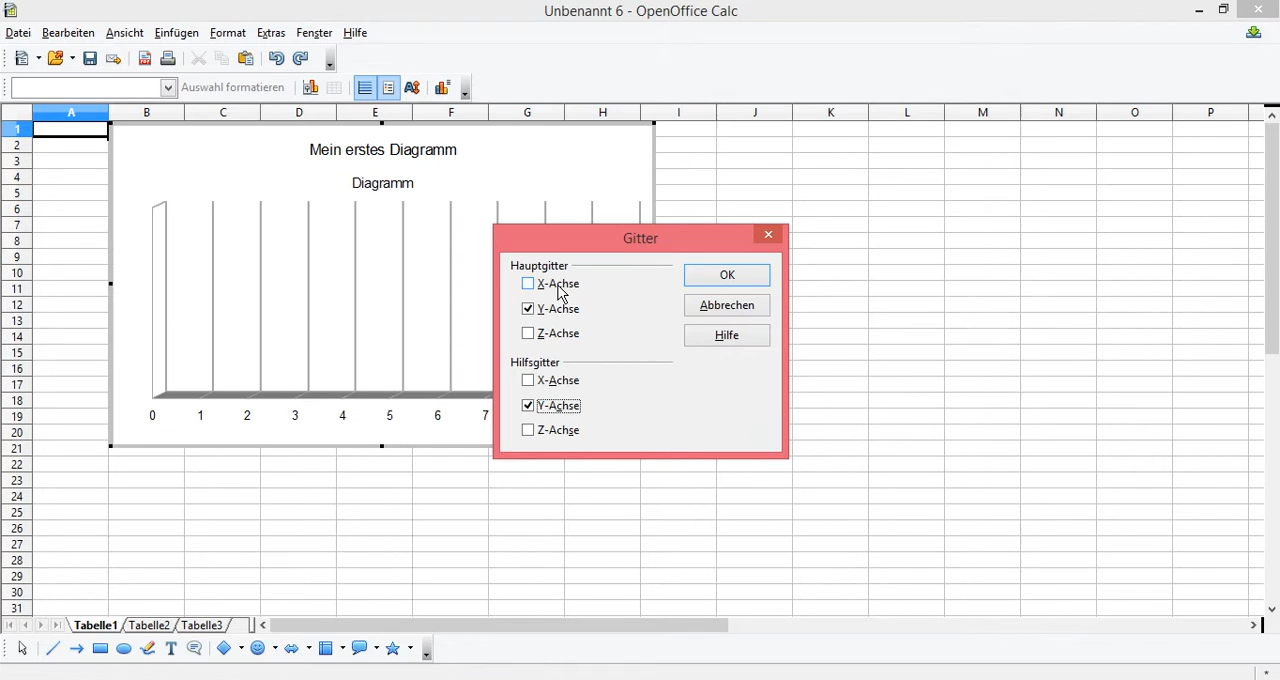 Unbenannt 6 - OpenOffice Calc
Datei Bearbeiten Ansicht Einfügen Format Extras Fenster Hilfe
Auswahl formatieren
A B C D E F G H I J K L M N O P
1
2
3
4
5
6
7
8
9
10
11
12
13
14
15
16
17
18
19
20
21
22
23
24
25
26
27
28
29
30
31
Mein erstes Diagramm
Diagramm
0 1 2 3 4 5 6 7
Gitter
Hauptgitter
X-Achse
Y-Achse
Z-Achse
Hilfsgitter
X-Achse
Y-Achse
Z-Achse
OK
Abbrechen
Hilfe
Tabelle1 Tabelle2 Tabelle3
*